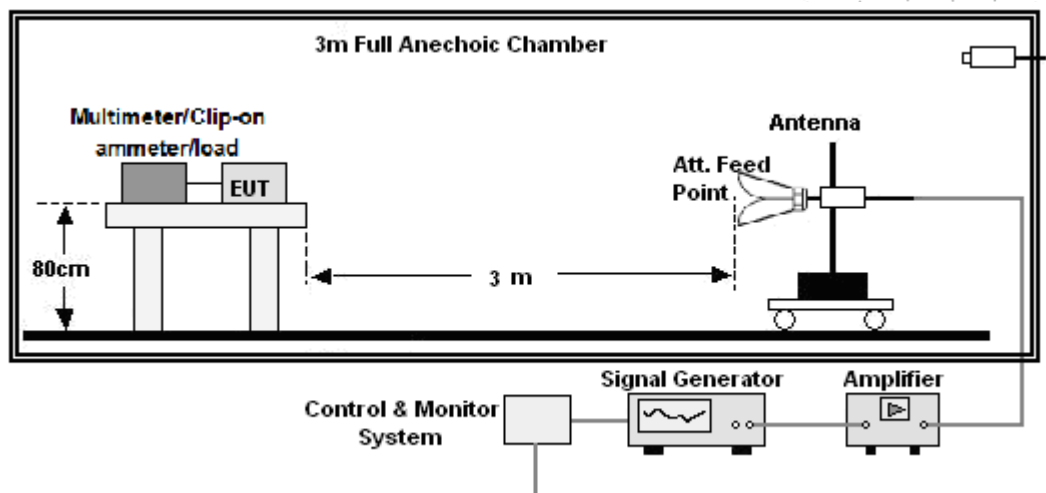 3m Full Anechoic Chamber
Multimeter/Clip-on
ammeter/load
EUT
Antenna
Att. Feed
Point
80cm
3 m
Signal Generator
Amplifier
Control & Monitor
System